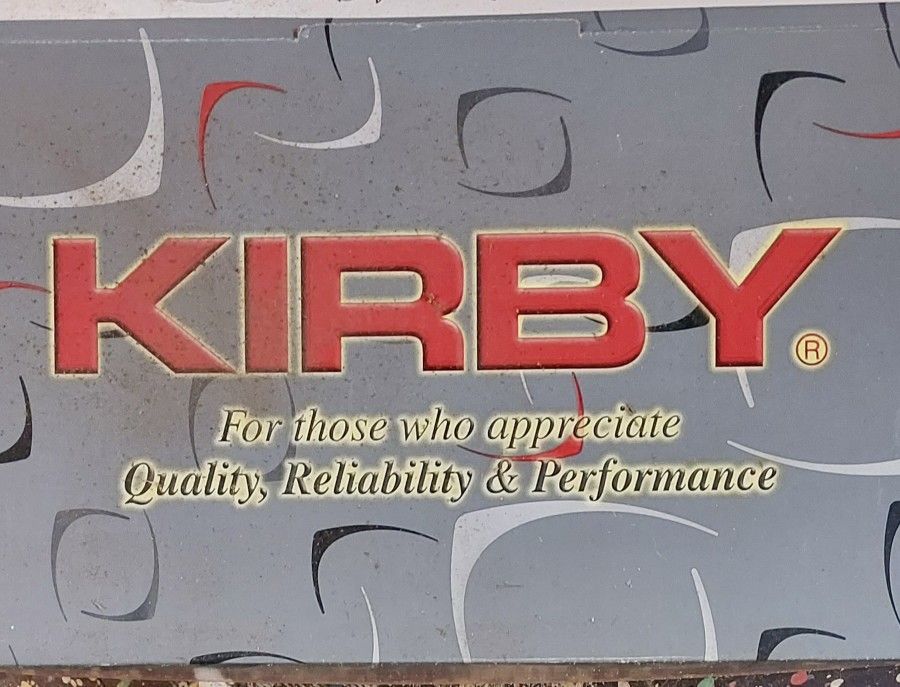 KIRBY®
For those who appreciate
Quality, Reliability & Performance